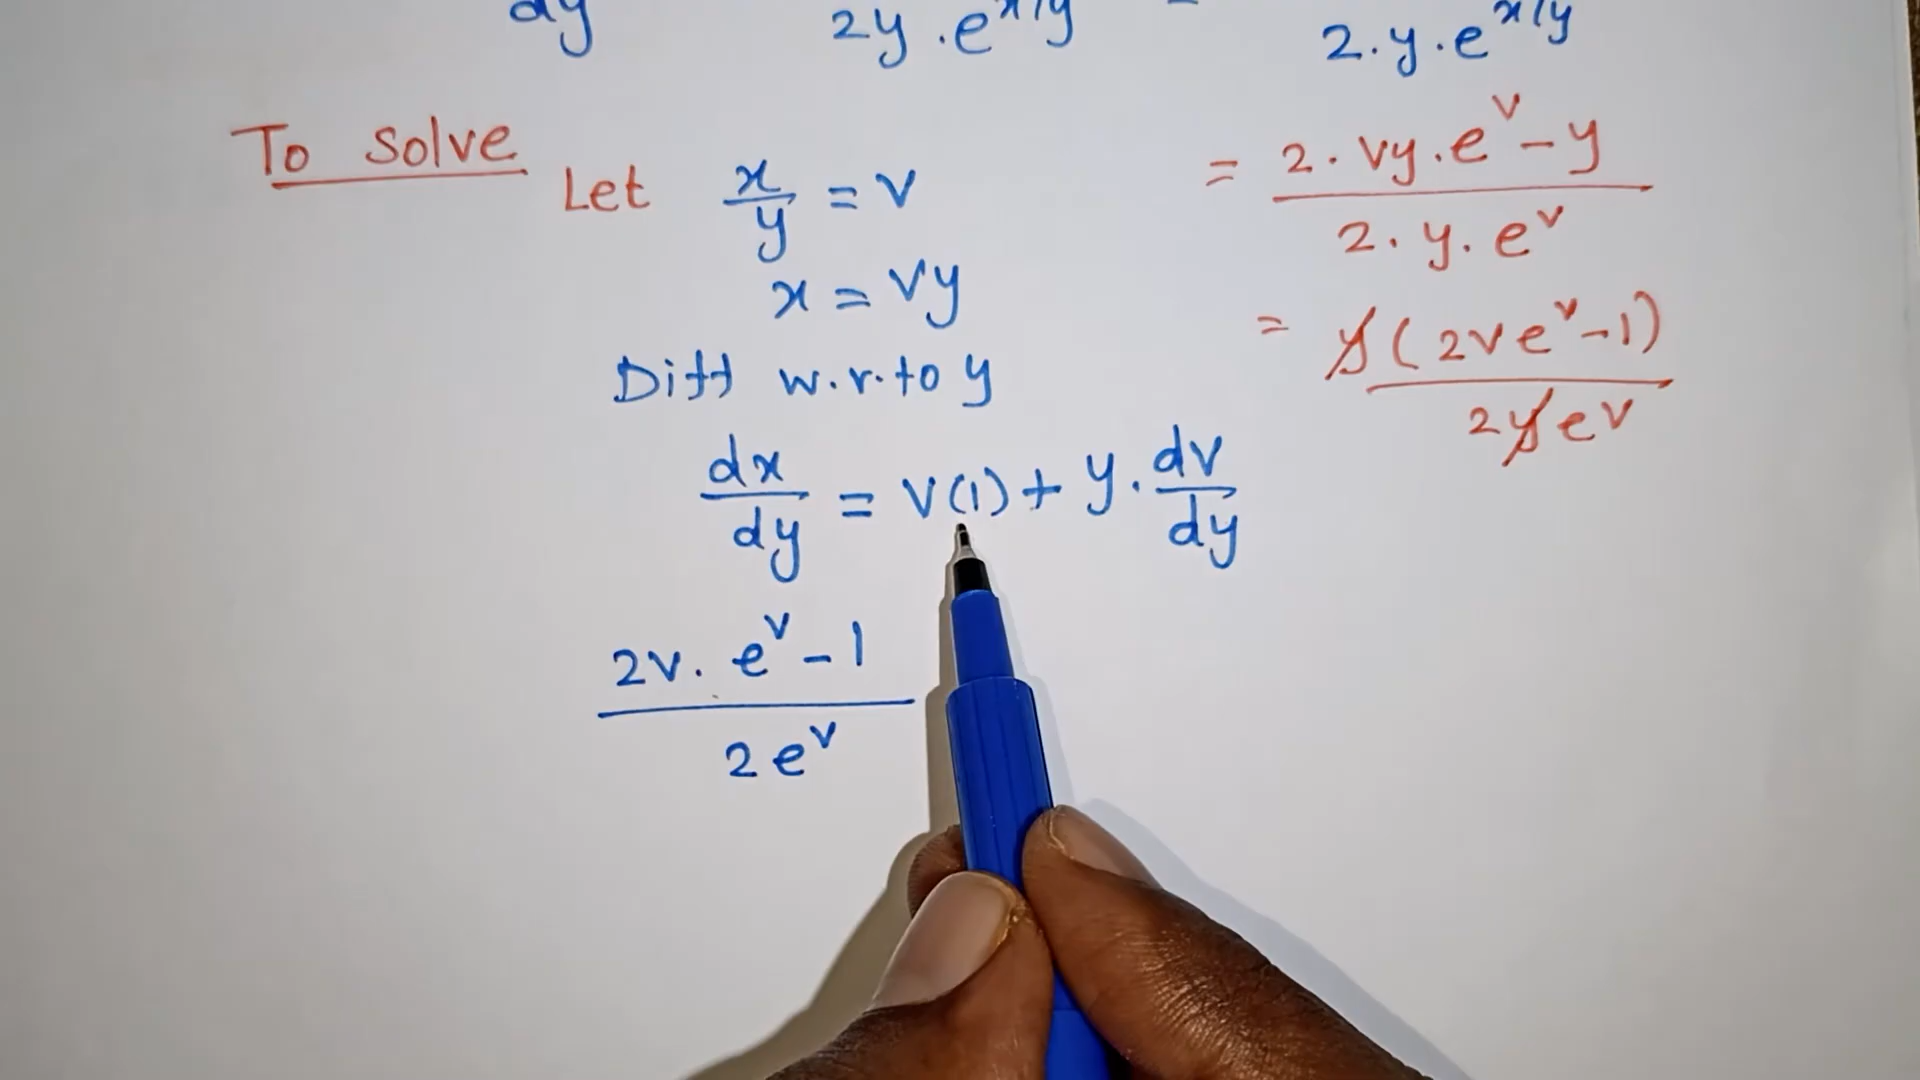 dy 2y.e^x/y 2.y.e^x/y
To Solve
Let x/y = v
x = vy
Diff w.r.to y
dx/dy = v(1) + y. dv/dy
2v. e^v - 1 / 2e^v
= 2. vy. e^v - y / 2. y. e^v
= y(2ve^v - 1) / 2y e^v